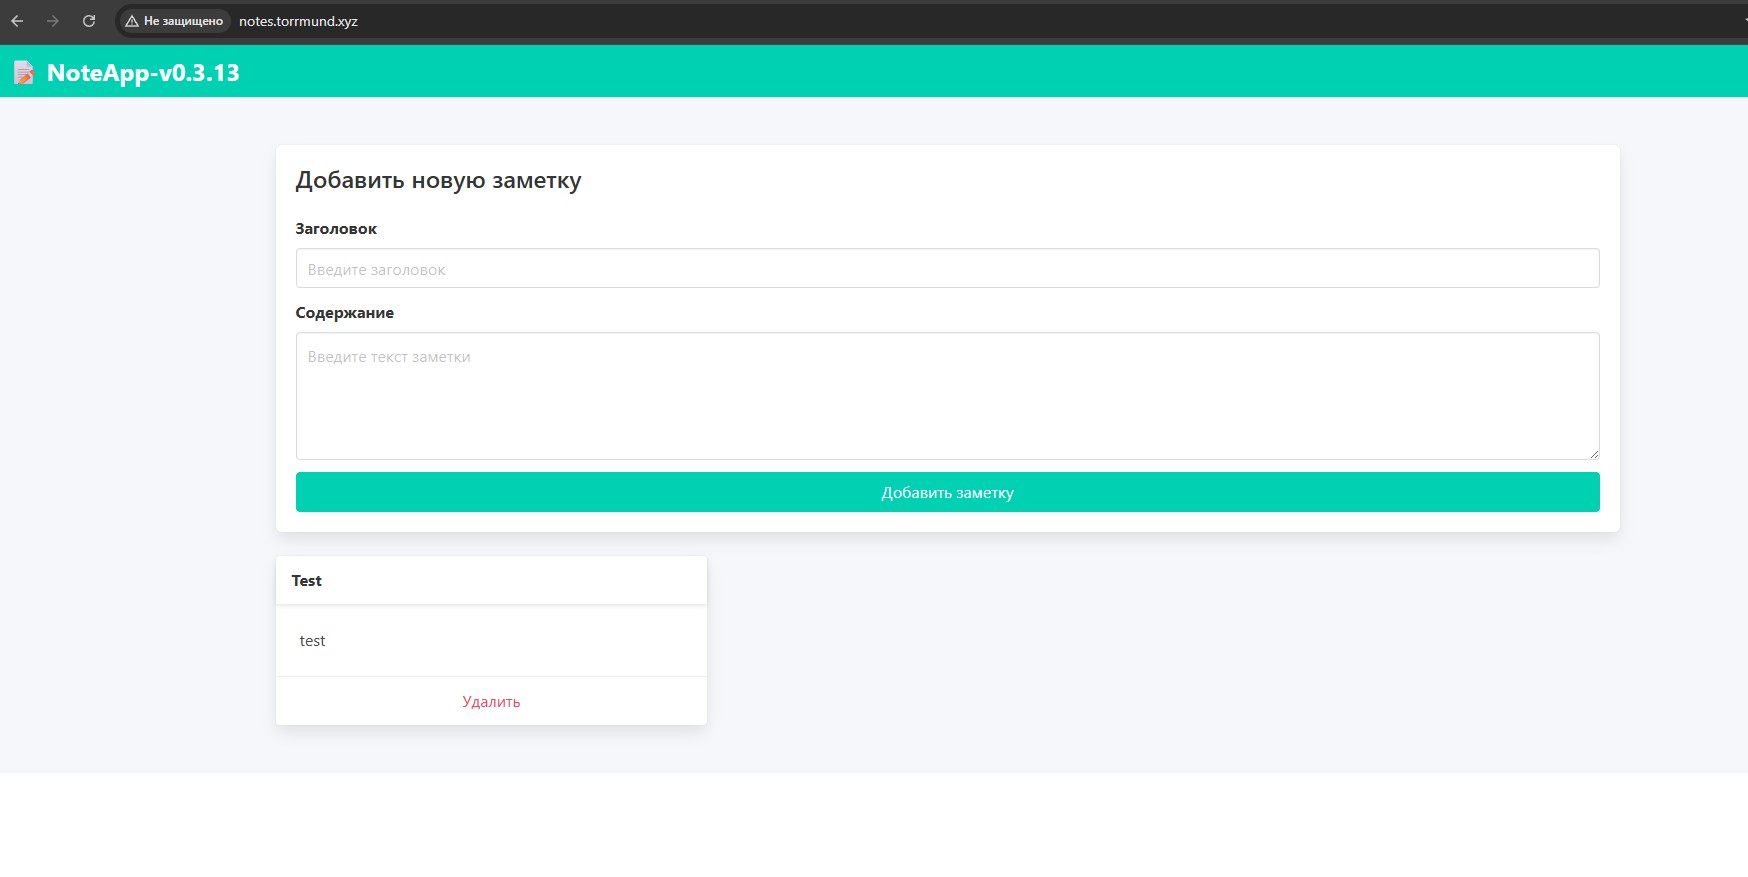 Не защищено notes.torrmund.xyz
NoteApp-v0.3.13
Добавить новую заметку
Заголовок
Введите заголовок
Содержание
Введите текст заметки
Добавить заметку
Test
test
Удалить